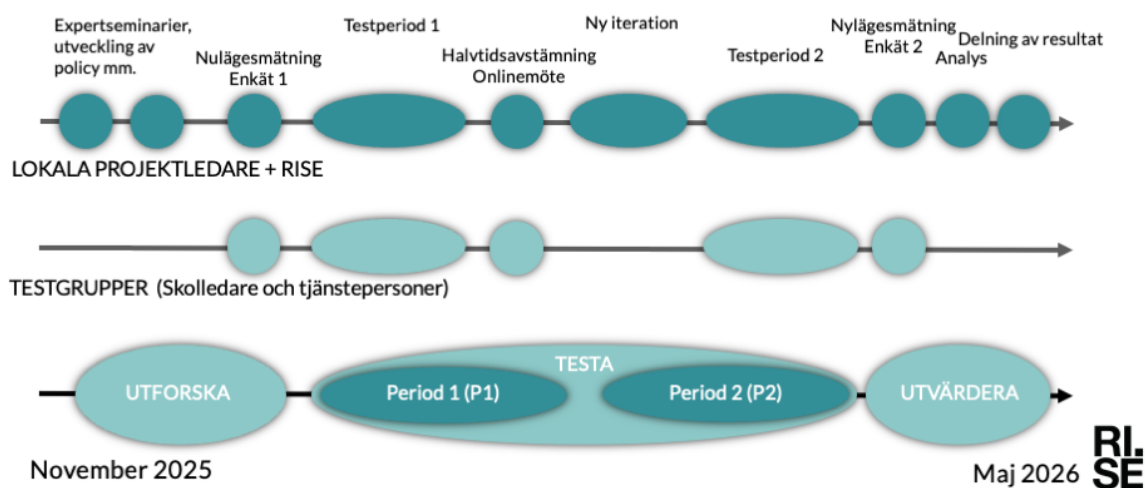 Expertseminarier,
utveckling av
policy mm.
Nulägesmätning
Enkät 1
Testperiod 1
Halvtidsavstämning
Onlinemöte
Ny iteration
Testperiod 2
Nylägesmätning
Enkät 2
Analys
Delning av resultat
LOKALA PROJEKTLEDARE + RISE
TESTGRUPPER (Skolledare och tjänstepersoner)
UTFORSKA
TESTA
Period 1 (P1)
Period 2 (P2)
UTVÄRDERA
November 2025
Maj 2026
RI.
SE